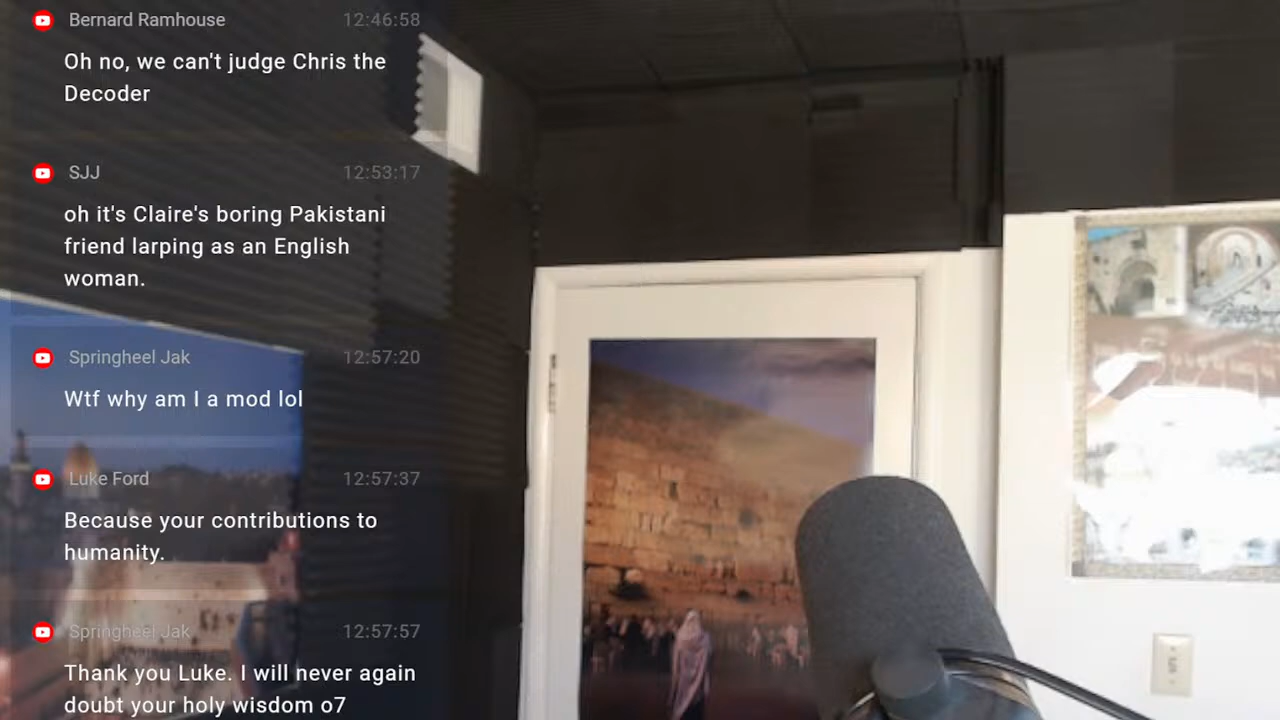 Bernard Ramhouse 12:46:58
Oh no, we can't judge Chris the
Decoder
SJJ 12:53:17
oh it's Claire's boring Pakistani
friend larping as an English
woman.
Springheel Jak 12:57:20
Wtf why am I a mod lol
Luke Ford 12:57:37
Because your contributions to
humanity.
Springheel Jak 12:57:57
Thank you Luke. I will never again
doubt your holy wisdom o7